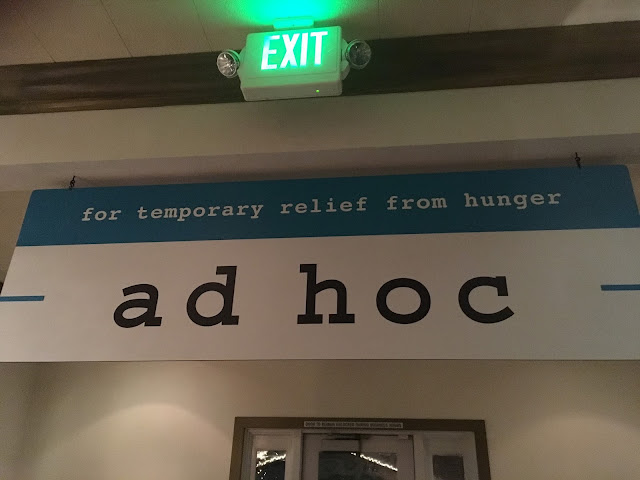 EXIT
for temporary relief from hunger
ad hoc